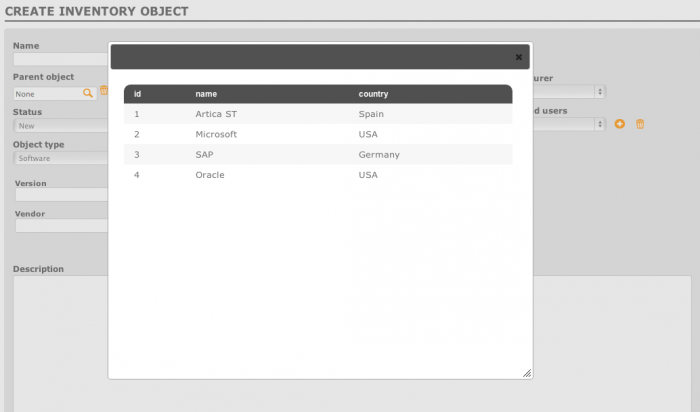 CREATE INVENTORY OBJECT
Name
Parent object
None
urer
Status
d users
New
Object type
Software
Version
Vendor
Description
id name country
1 Artica ST Spain
2 Microsoft USA
3 SAP Germany
4 Oracle USA